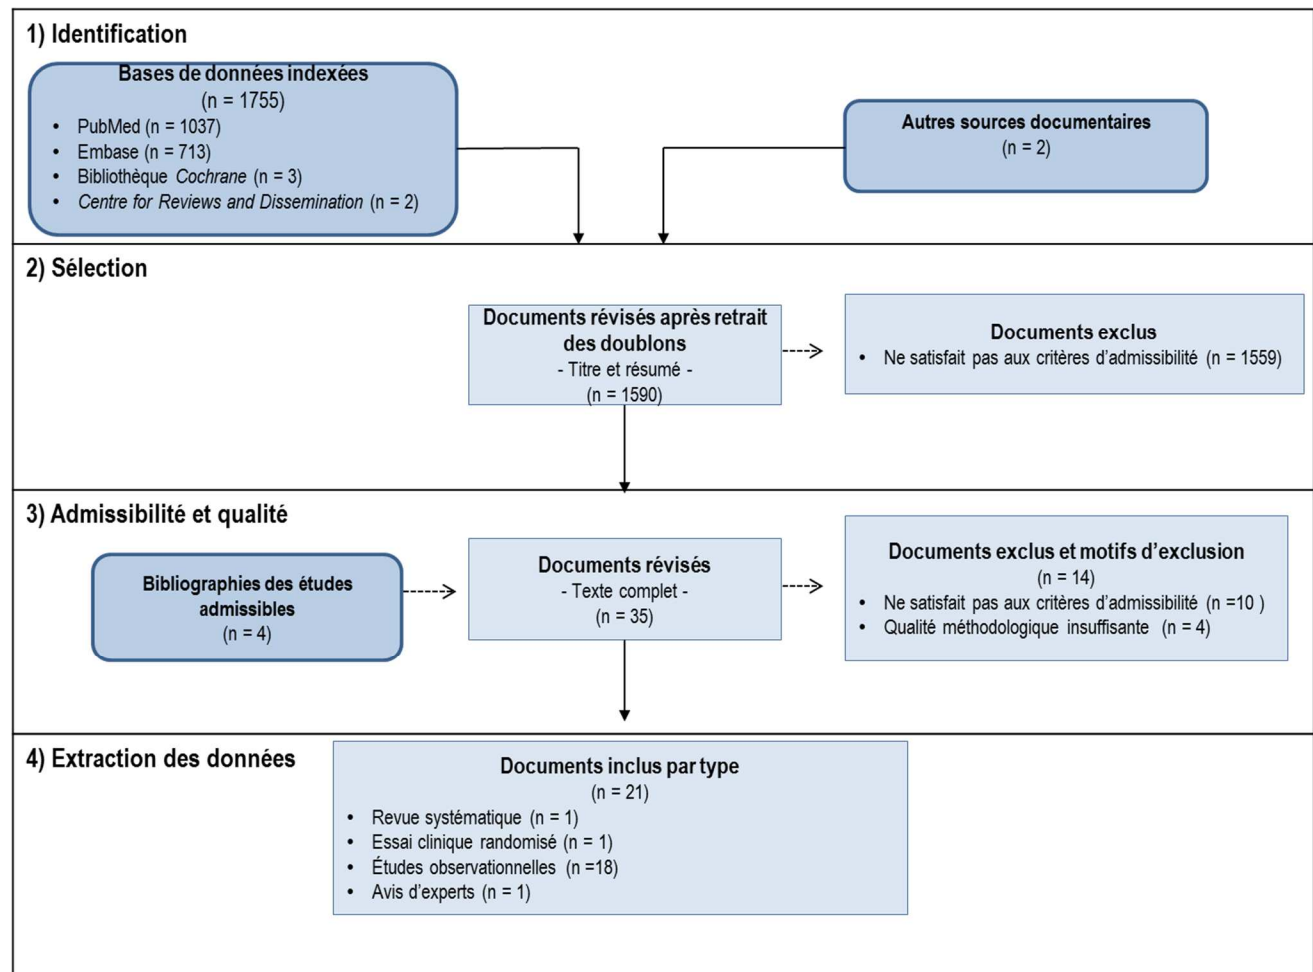 1) Identification
Bases de données indexées
(n = 1755)
• PubMed (n = 1037)
• Embase (n = 713)
• Bibliothèque Cochrane (n = 3)
• Centre for Reviews and Dissemination (n = 2)
Autres sources documentaires
(n = 2)
2) Sélection
Documents révisés après retrait
des doublons
- Titre et résumé -
(n = 1590)
Documents exclus
• Ne satisfait pas aux critères d’admissibilité (n = 1559)
3) Admissibilité et qualité
Bibliographies des études
admissibles
(n = 4)
Documents révisés
- Texte complet -
(n = 35)
Documents exclus et motifs d’exclusion
(n = 14)
• Ne satisfait pas aux critères d’admissibilité (n =10 )
• Qualité méthodologique insuffisante (n = 4)
4) Extraction des données
Documents inclus par type
(n = 21)
• Revue systématique (n = 1)
• Essai clinique randomisé (n = 1)
• Études observationnelles (n =18)
• Avis d’experts (n = 1)